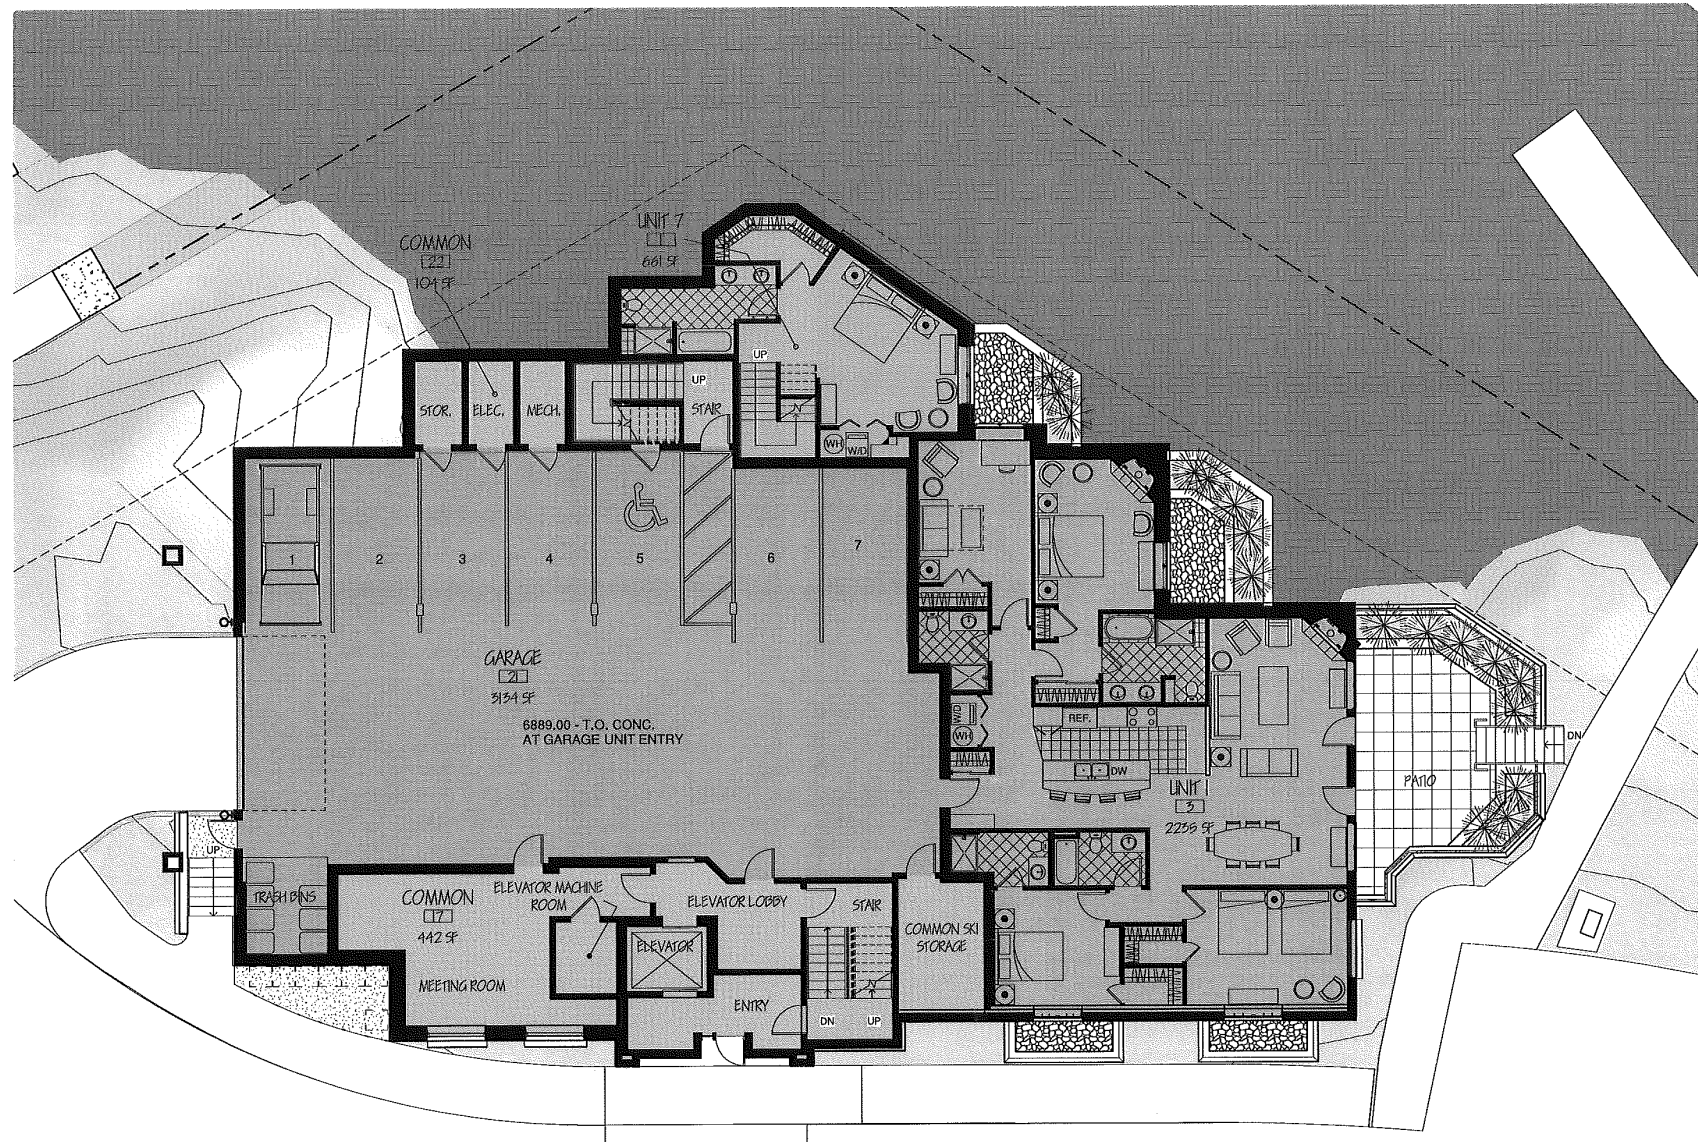 UNIT 7
1
661 SF
COMMON
22
104 SF
UP
UP
STOR.
ELEC.
MECH.
STAIR
N
WH
W/D
1
2
3
4
5
6
7
GARAGE
21
3134 SF
6889.00 - T.O. CONC.
AT GARAGE UNIT ENTRY
W/D
WH
REF.
DW
UNIT 1
3
2235 SF
PATIO
DN
UP
TRASH BINS
COMMON
17
442 SF
MEETING ROOM
ELEVATOR MACHINE
ROOM
ELEVATOR LOBBY
ELEVATOR
STAIR
COMMON SKI
STORAGE
ENTRY
N
DN
UP